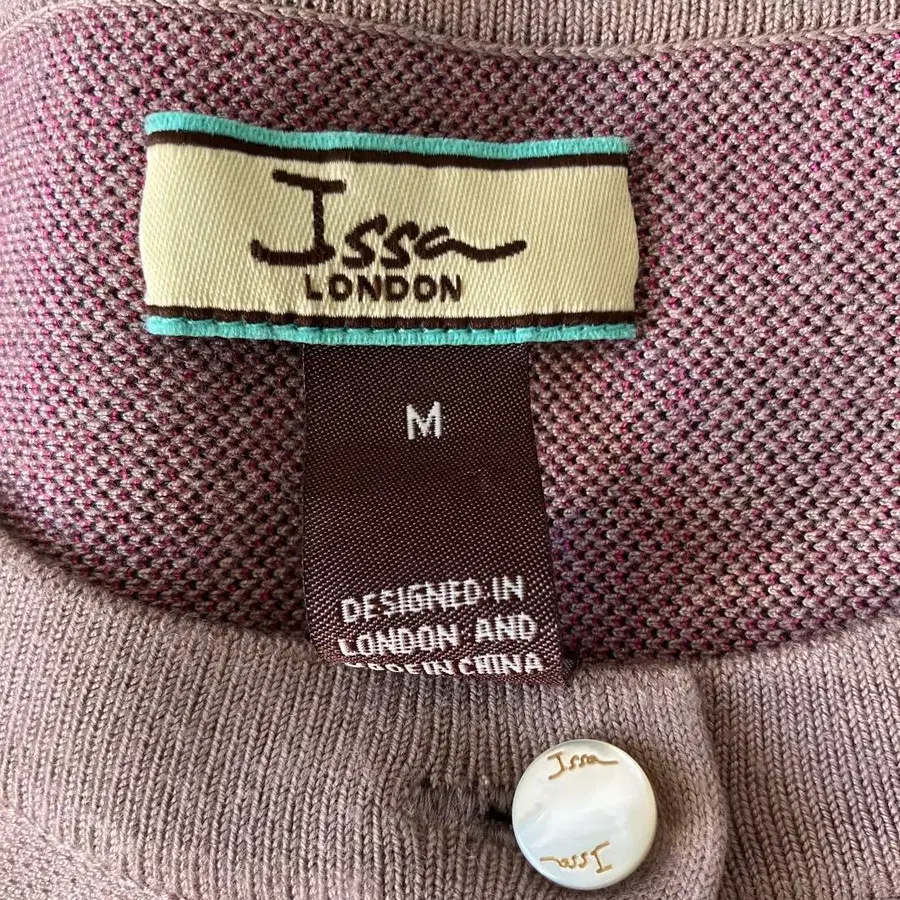 Issa
LONDON
M
DESIGNED IN
LONDON AND
MADE IN CHINA
Issa
Issa